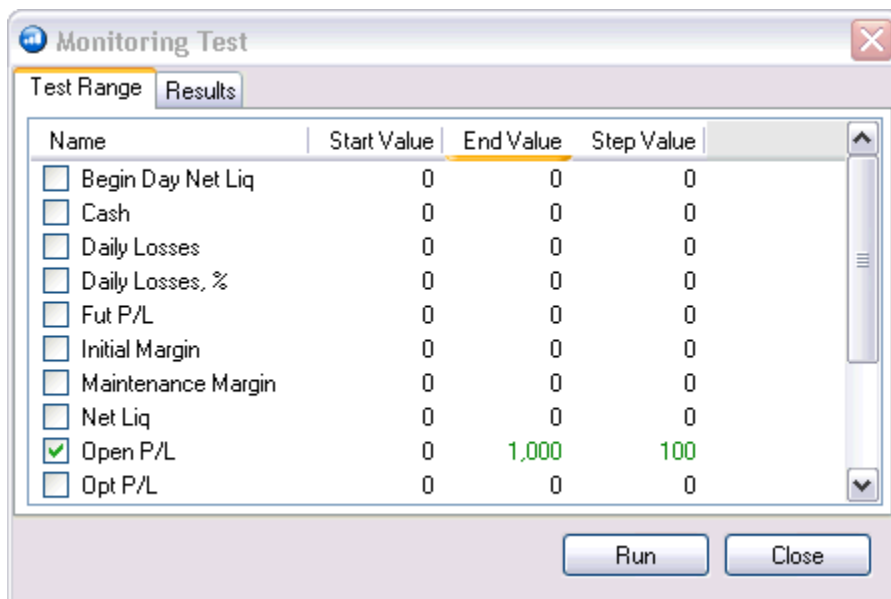 Monitoring Test
Test Range Results
Name Start Value End Value Step Value
Begin Day Net Liq 0 0 0
Cash 0 0 0
Daily Losses 0 0 0
Daily Losses, % 0 0 0
Fut P/L 0 0 0
Initial Margin 0 0 0
Maintenance Margin 0 0 0
Net Liq 0 0 0
Open P/L 0 1,000 100
Opt P/L 0 0 0
Run Close